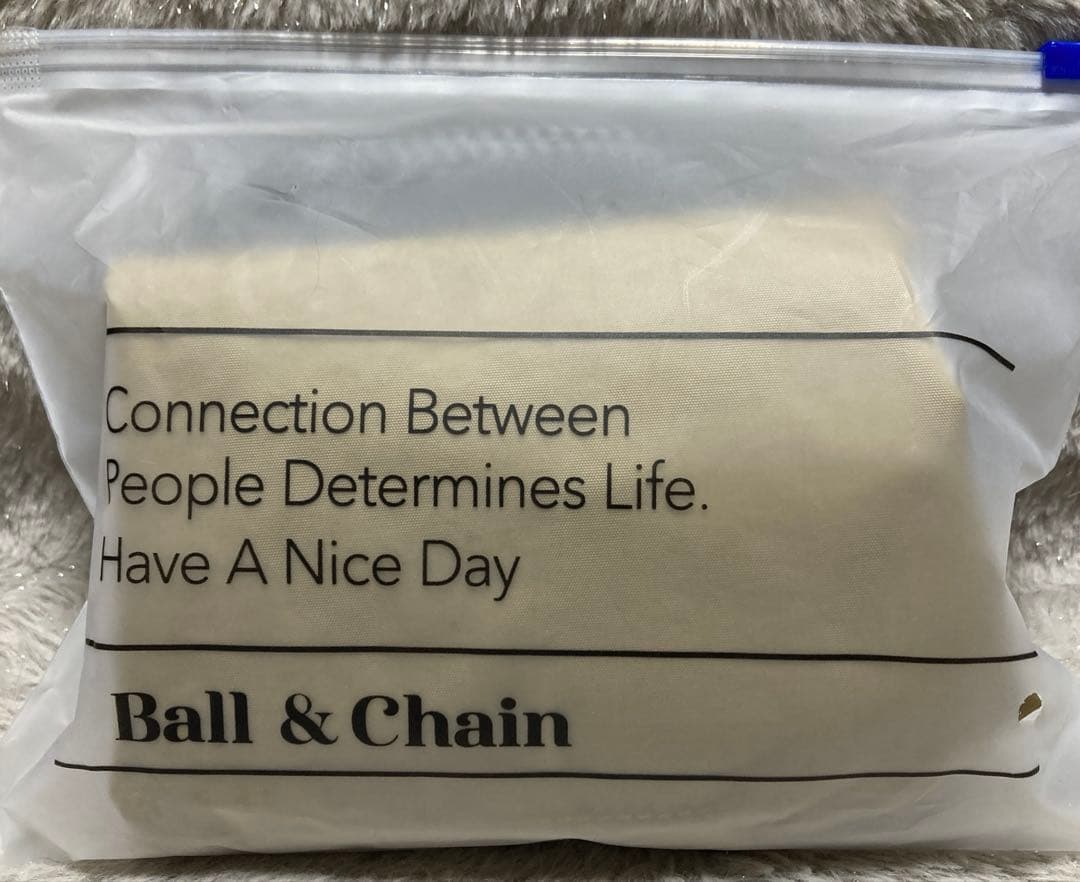 Connection Between
People Determines Life.
Have A Nice Day
Ball & Chain